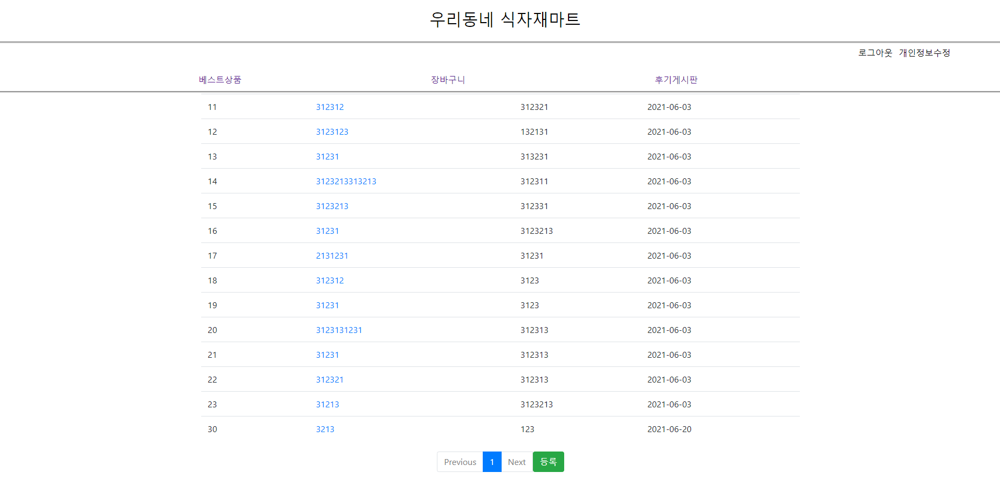 우리동네 식자재마트
로그아웃 개인정보수정
베스트상품 장바구니 후기게시판
11 312312 312321 2021-06-03
12 3123123 132131 2021-06-03
13 31231 313231 2021-06-03
14 3123213313213 312311 2021-06-03
15 3123213 312331 2021-06-03
16 31231 3123213 2021-06-03
17 2131231 31231 2021-06-03
18 312312 3123 2021-06-03
19 31231 3123 2021-06-03
20 3123131231 312313 2021-06-03
21 31231 312313 2021-06-03
22 312321 312313 2021-06-03
23 31213 3123213 2021-06-03
30 3213 123 2021-06-20
Previous 1 Next 등록